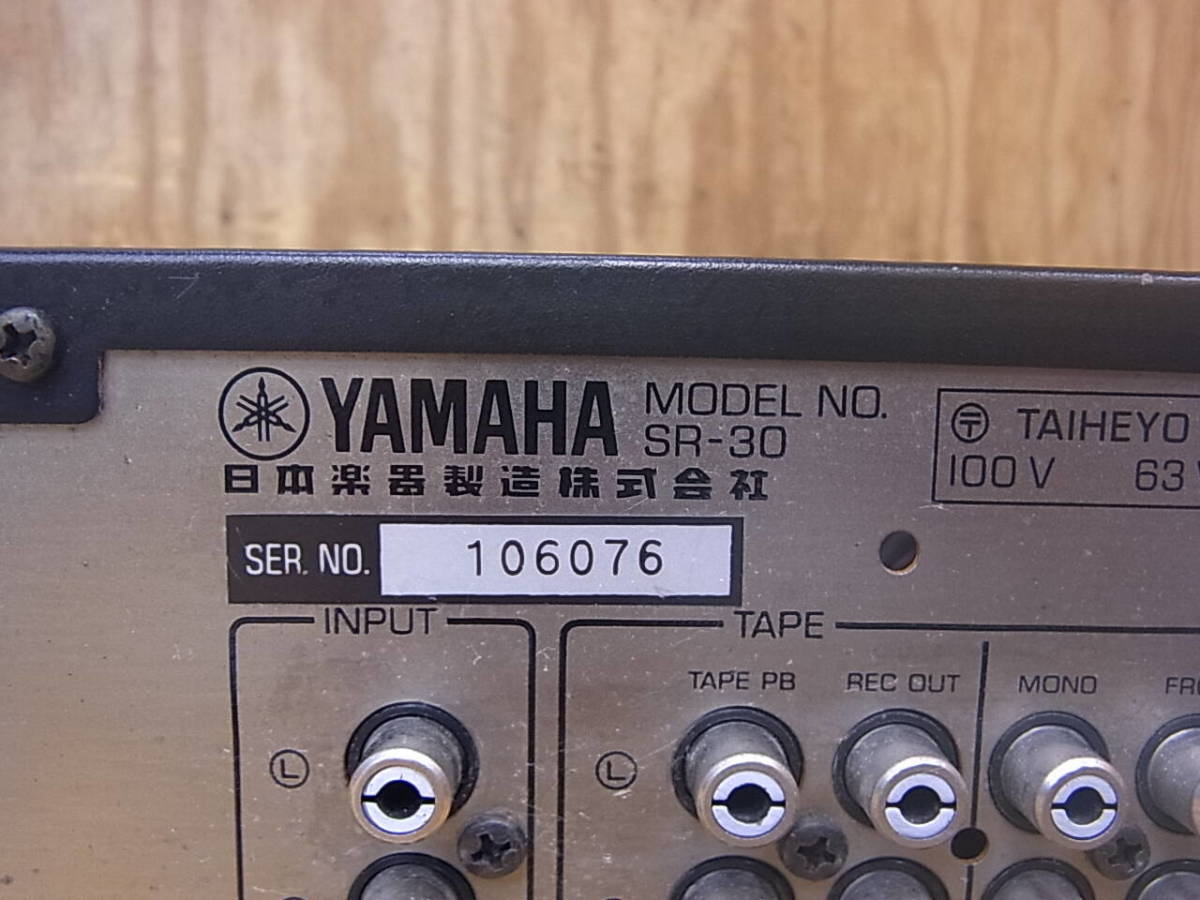 YAMAHA MODEL NO.
SR-30
日本楽器製造株式会社
〒 TAIHEYO
100V 63
SER. NO. 106076
INPUT
TAPE
TAPE PB REC OUT MONO
L
L